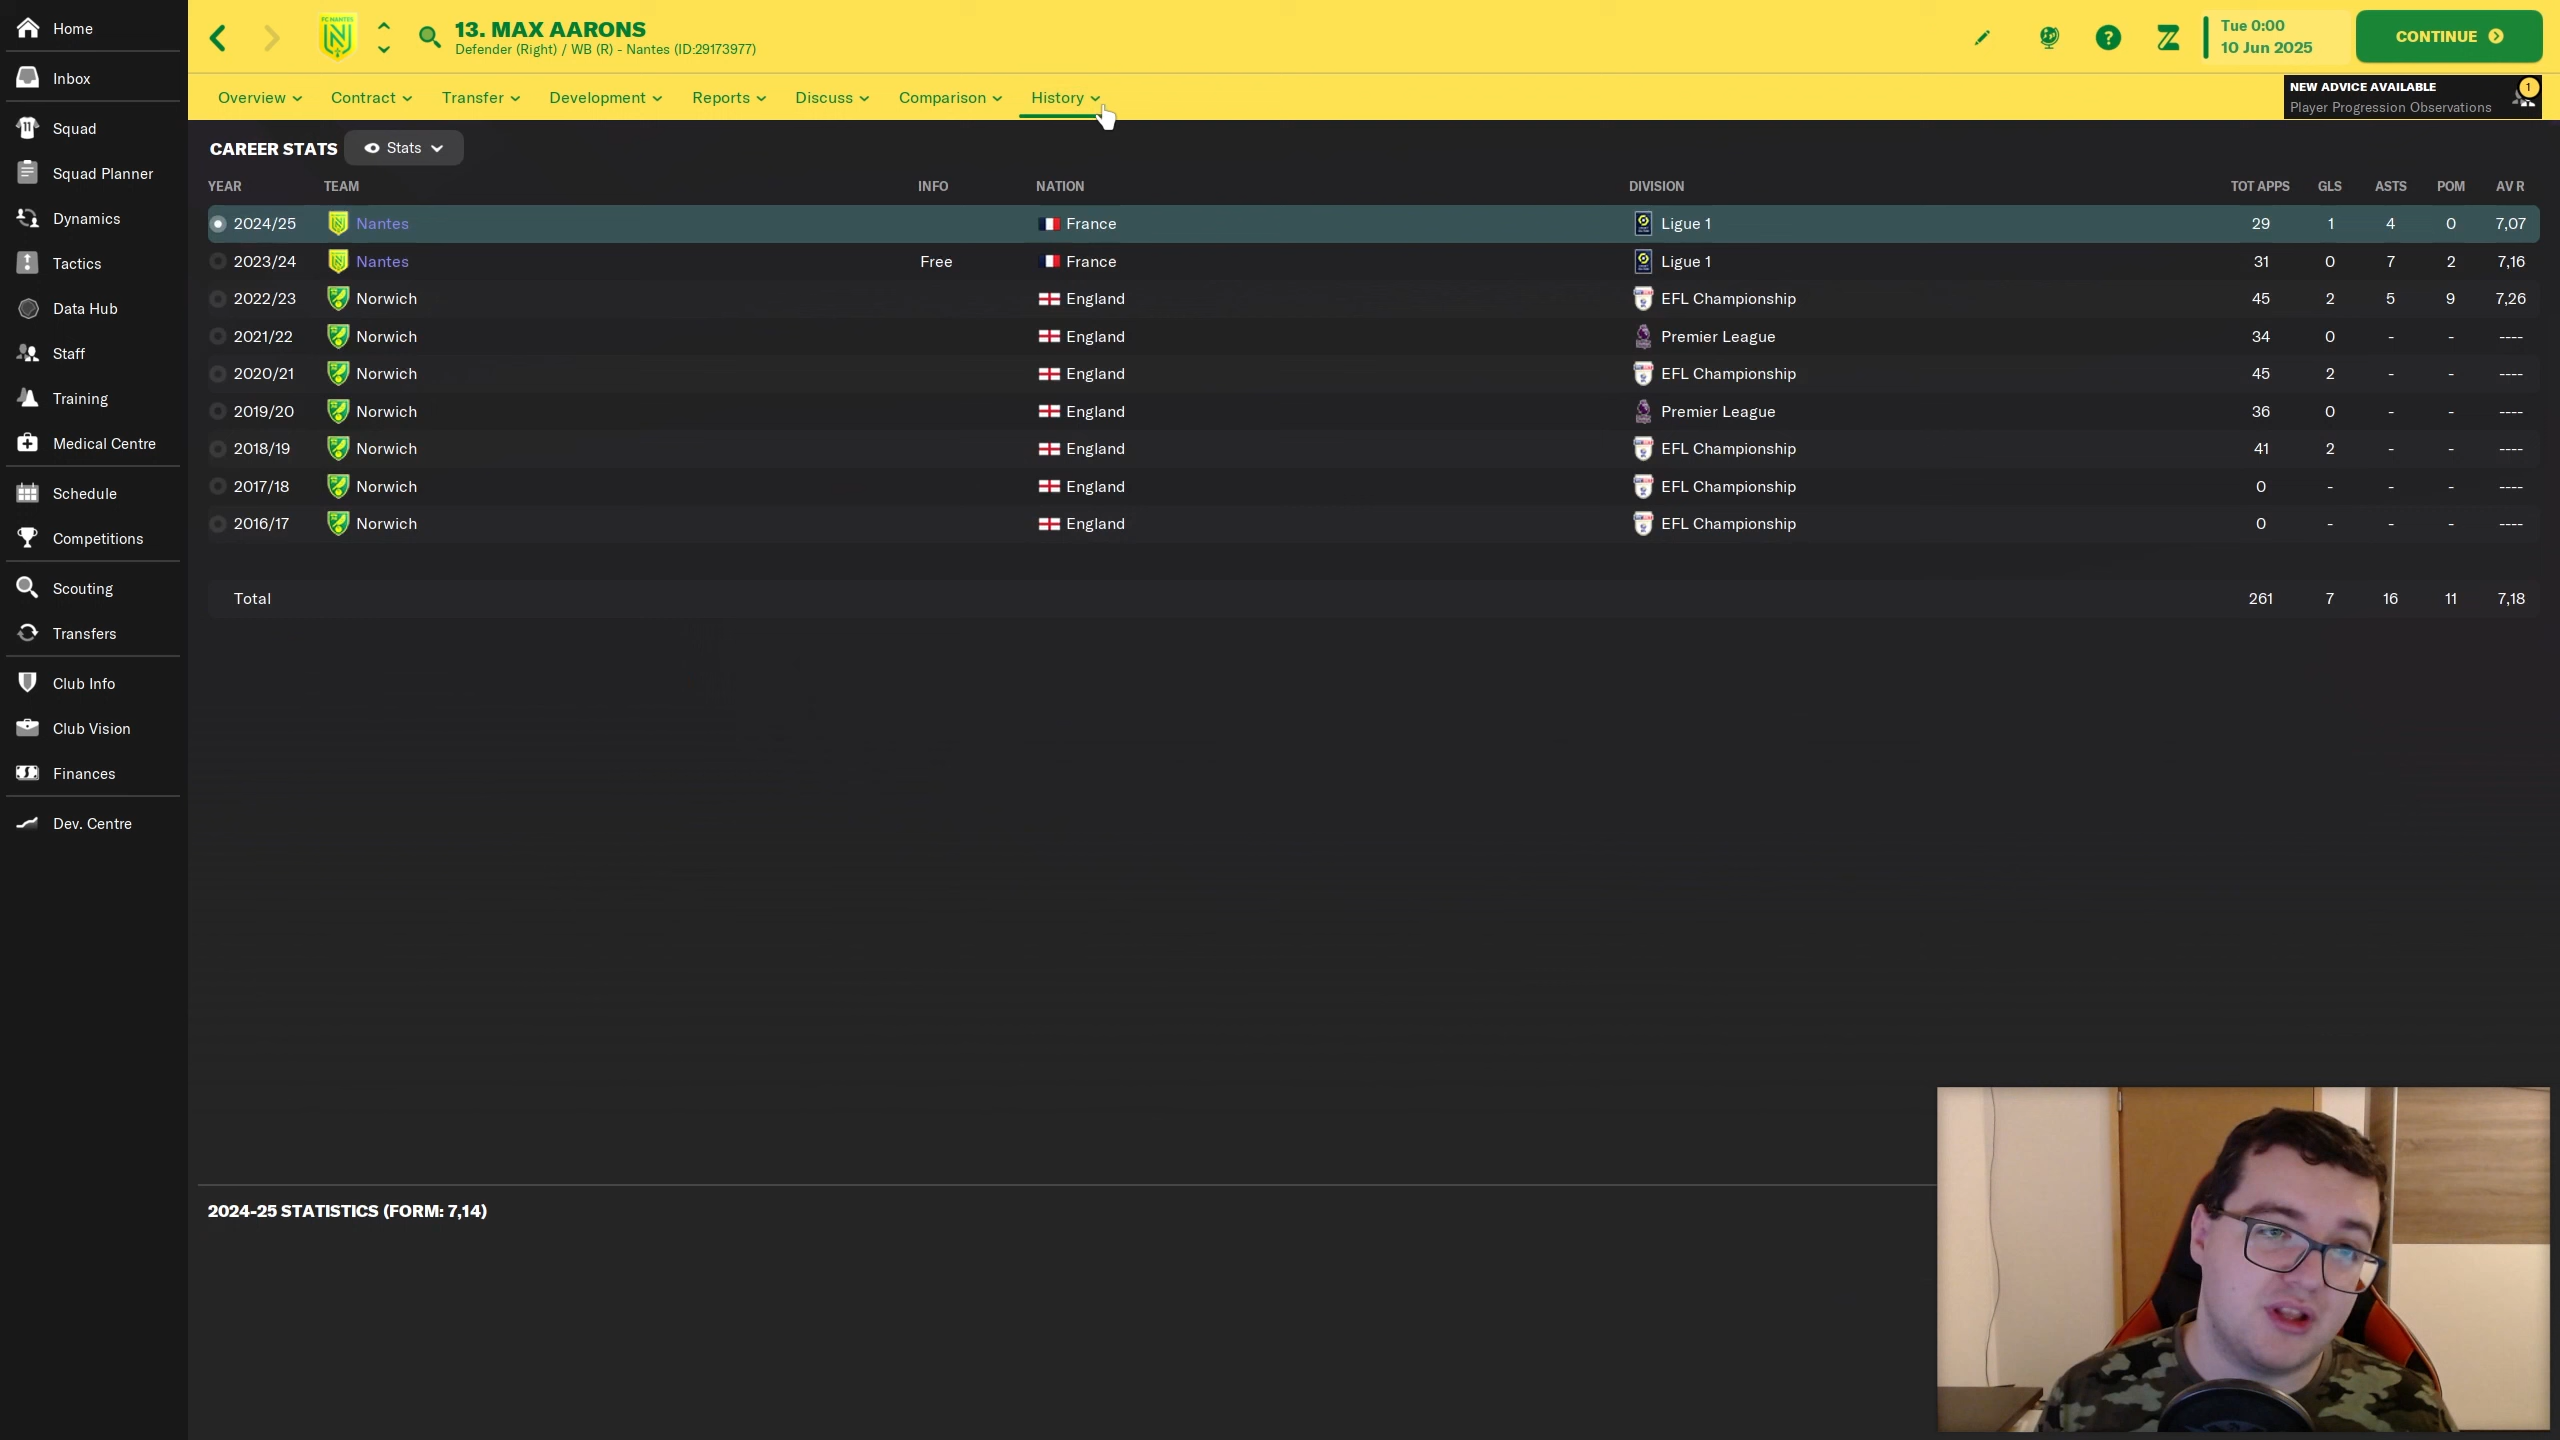 Home
Inbox
Squad
Squad Planner
Dynamics
Tactics
Data Hub
Staff
Training
Medical Centre
Schedule
Competitions
Scouting
Transfers
Club Info
Club Vision
Finances
Dev. Centre
FC NANTES
13. MAX AARONS
Defender (Right) / WB (R) - Nantes (ID:29173977)
?
Tue 0:00
10 Jun 2025
CONTINUE
Overview Contract Transfer Development Reports Discuss Comparison History
NEW ADVICE AVAILABLE
Player Progression Observations
1
CAREER STATS Stats
YEAR TEAM INFO NATION DIVISION TOT APPS GLS ASTS POM AV R
2024/25 Nantes France Ligue 1 29 1 4 0 7,07
2023/24 Nantes Free France Ligue 1 31 0 7 2 7,16
2022/23 Norwich England EFL Championship 45 2 5 9 7,26
2021/22 Norwich England Premier League 34 0 - - ----
2020/21 Norwich England EFL Championship 45 2 - - ----
2019/20 Norwich England Premier League 36 0 - - ----
2018/19 Norwich England EFL Championship 41 2 - - ----
2017/18 Norwich England EFL Championship 0 - - - ----
2016/17 Norwich England EFL Championship 0 - - - ----
Total 261 7 16 11 7,18
2024-25 STATISTICS (FORM: 7,14)